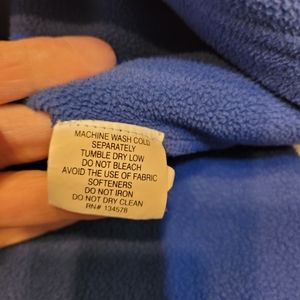 MACHINE WASH COLD
SEPARATELY
TUMBLE DRY LOW
DO NOT BLEACH
AVOID THE USE OF FABRIC
SOFTENERS
DO NOT IRON
DO NOT DRY CLEAN
RN# 134578